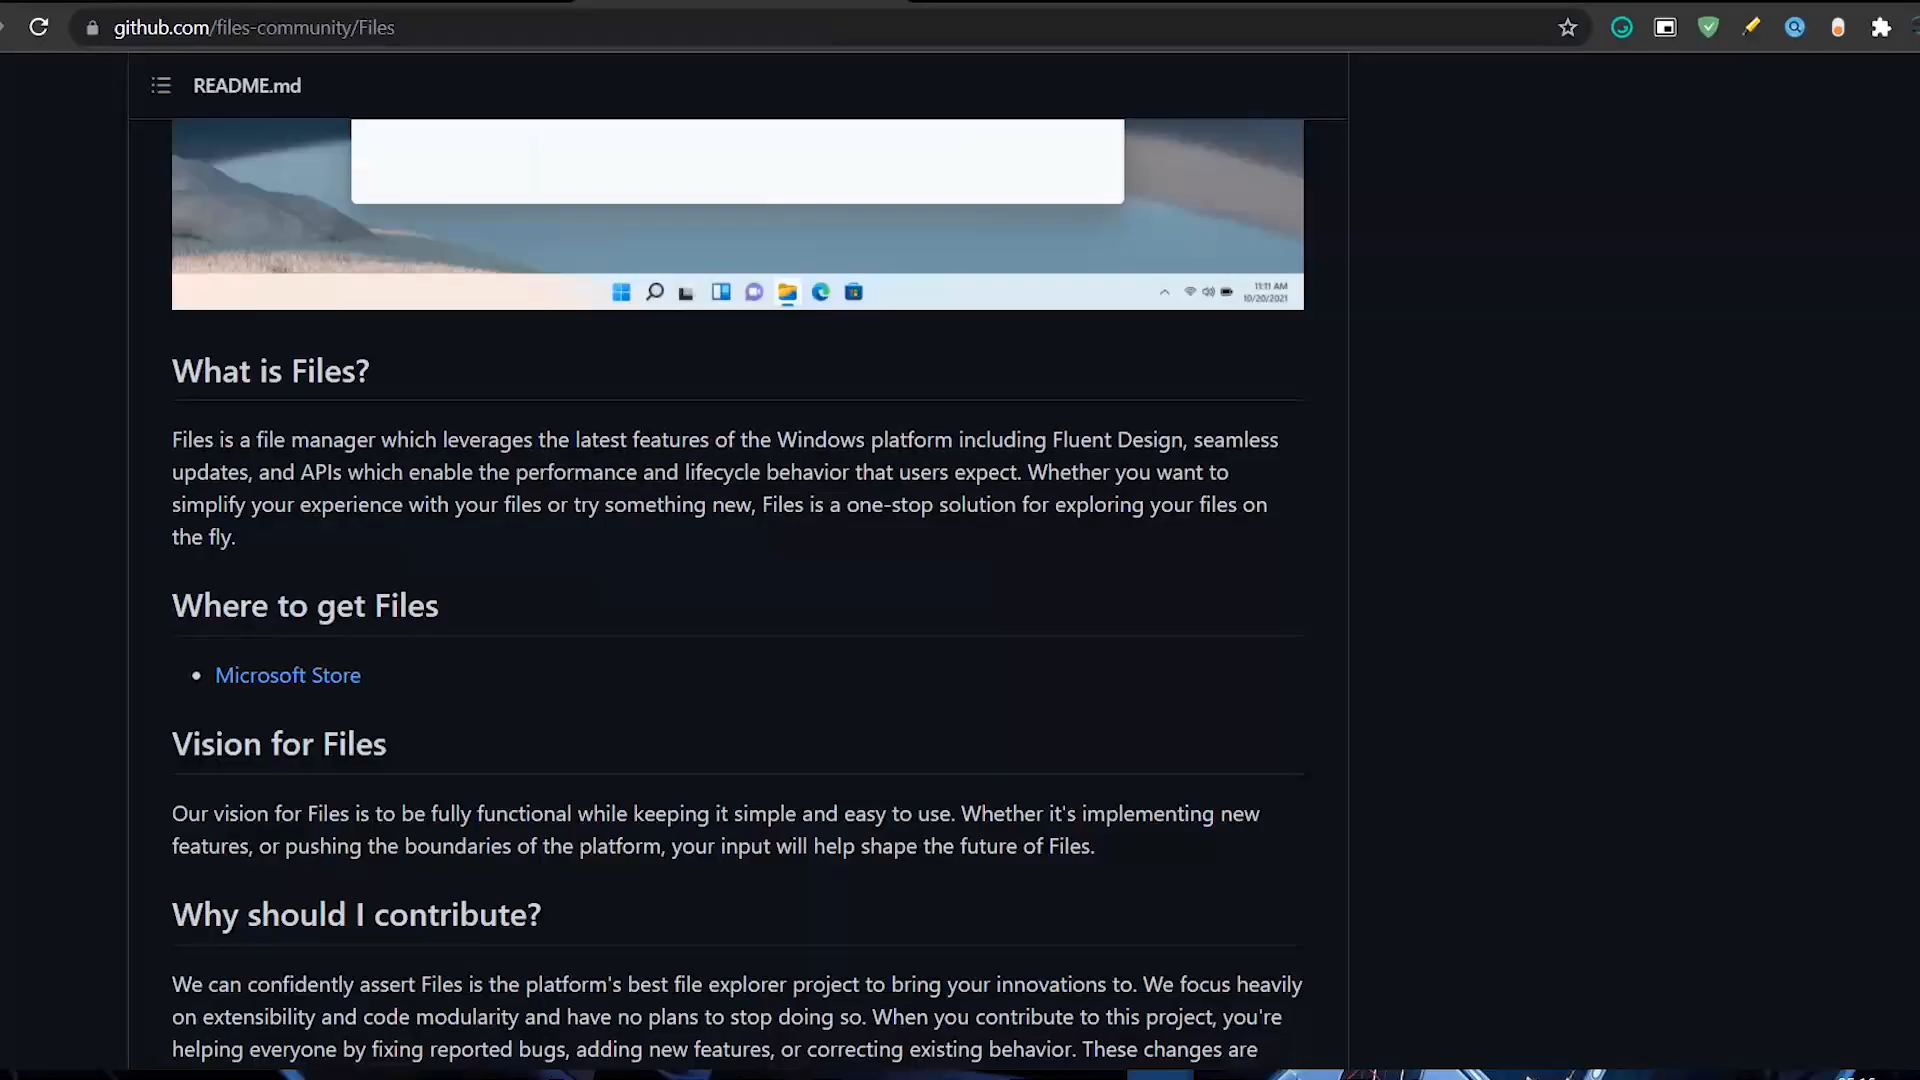 github.com/files-community/Files
README.md
11:11 AM
10/20/2021
What is Files?
Files is a file manager which leverages the latest features of the Windows platform including Fluent Design, seamless
updates, and APIs which enable the performance and lifecycle behavior that users expect. Whether you want to
simplify your experience with your files or try something new, Files is a one-stop solution for exploring your files on
the fly.
Where to get Files
• Microsoft Store
Vision for Files
Our vision for Files is to be fully functional while keeping it simple and easy to use. Whether it's implementing new
features, or pushing the boundaries of the platform, your input will help shape the future of Files.
Why should I contribute?
We can confidently assert Files is the platform's best file explorer project to bring your innovations to. We focus heavily
on extensibility and code modularity and have no plans to stop doing so. When you contribute to this project, you're
helping everyone by fixing reported bugs, adding new features, or correcting existing behavior. These changes are